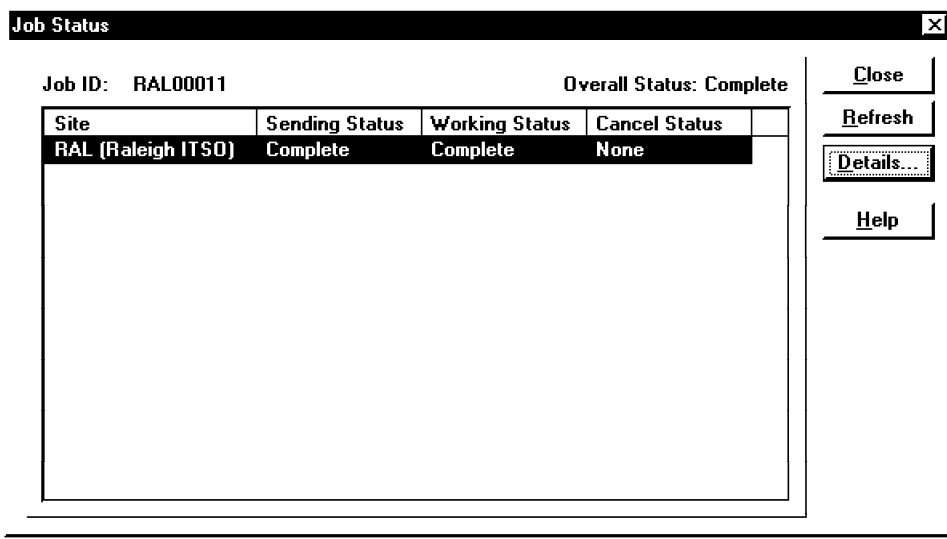 Job Status
Job ID: RAL00011 Overall Status: Complete
Site Sending Status Working Status Cancel Status
RAL (Raleigh ITSO) Complete Complete None
Close
Refresh
Details...
Help